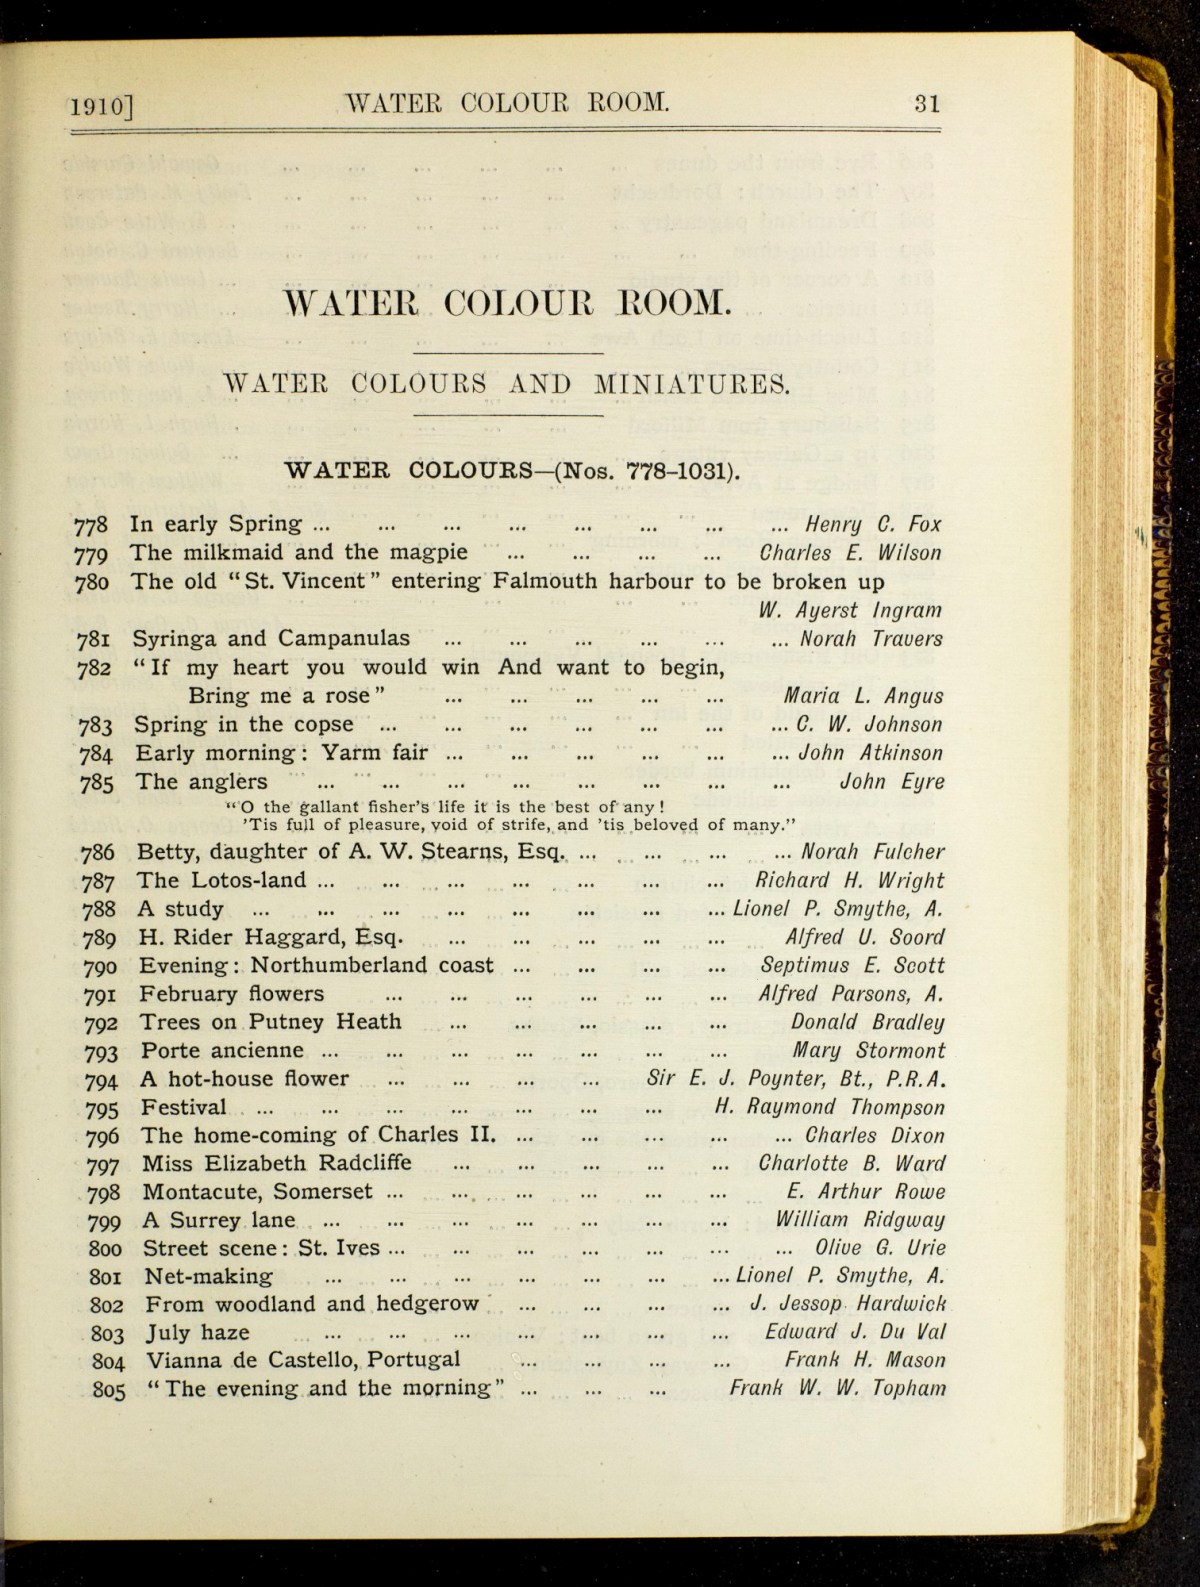 1910] WATER COLOUR ROOM. 31
WATER COLOUR ROOM.
WATER COLOURS AND MINIATURES.
WATER COLOURS—(Nos. 778-1031).
778 In early Spring ... ... ... ... ... ... ... ... Henry C. Fox
779 The milkmaid and the magpie ... ... ... ... Charles E. Wilson
780 The old “St. Vincent” entering Falmouth harbour to be broken up
W. Ayerst Ingram
781 Syringa and Campanulas ... ... ... ... ... ... Norah Travers
782 “If my heart you would win And want to begin,
Bring me a rose” ... ... ... ... ... Maria L. Angus
783 Spring in the copse ... ... ... ... ... ... ... C. W. Johnson
784 Early morning: Yarm fair ... ... ... ... ... ... John Atkinson
785 The anglers ... ... ... ... ... ... ... ... John Eyre
“O the gallant fisher’s life it is the best of any!
’Tis full of pleasure, void of strife, and ’tis beloved of many.”
786 Betty, daughter of A. W. Stearns, Esq. ... ... ... ... Norah Fulcher
787 The Lotos-land ... ... ... ... ... ... ... Richard H. Wright
788 A study ... ... ... ... ... ... ... ... Lionel P. Smythe, A.
789 H. Rider Haggard, Esq. ... ... ... ... ... Alfred U. Soord
790 Evening: Northumberland coast ... ... ... ... Septimus E. Scott
791 February flowers ... ... ... ... ... ... Alfred Parsons, A.
792 Trees on Putney Heath ... ... ... ... ... Donald Bradley
793 Porte ancienne ... ... ... ... ... ... ... Mary Stormont
794 A hot-house flower ... ... ... ... Sir E. J. Poynter, Bt., P.R.A.
795 Festival ... ... ... ... ... ... ... H. Raymond Thompson
796 The home-coming of Charles II. ... ... ... ... ... Charles Dixon
797 Miss Elizabeth Radcliffe ... ... ... ... ... Charlotte B. Ward
798 Montacute, Somerset ... ... ... ... ... ... E. Arthur Rowe
799 A Surrey lane ... ... ... ... ... ... ... William Ridgway
800 Street scene: St. Ives ... ... ... ... ... ... ... Olive G. Urie
801 Net-making ... ... ... ... ... ... ... Lionel P. Smythe, A.
802 From woodland and hedgerow ... ... ... ... J. Jessop Hardwick
803 July haze ... ... ... ... ... ... ... Edward J. Du Val
804 Vianna de Castello, Portugal ... ... ... ... Frank H. Mason
805 “The evening and the morning” ... ... ... Frank W. W. Topham